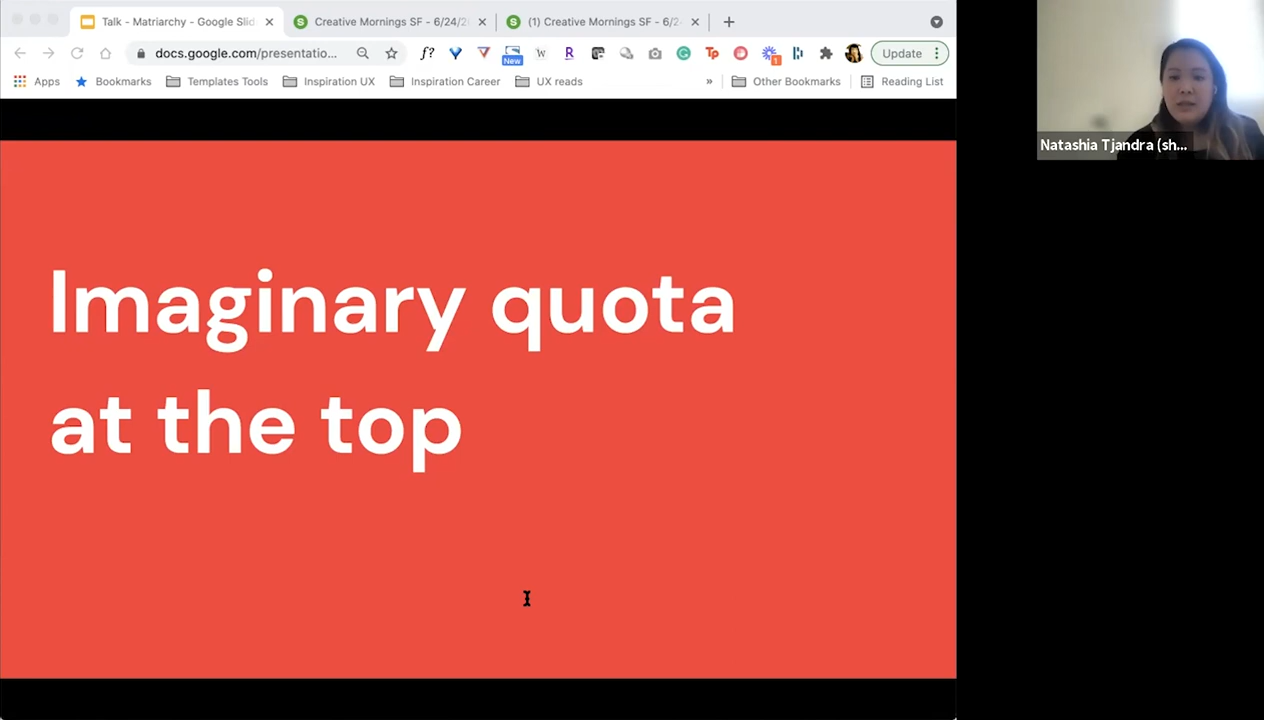 Talk - Matriarchy - Google Slid
Creative Mornings SF - 6/24/2
(1) Creative Mornings SF - 6/2
docs.google.com/presentatio...
f?
New
W
R
Tp
1
Update
Apps
Bookmarks
Templates Tools
Inspiration UX
Inspiration Career
UX reads
»
Other Bookmarks
Reading List
Natashia Tjandra (sh...
Imaginary quota
at the top